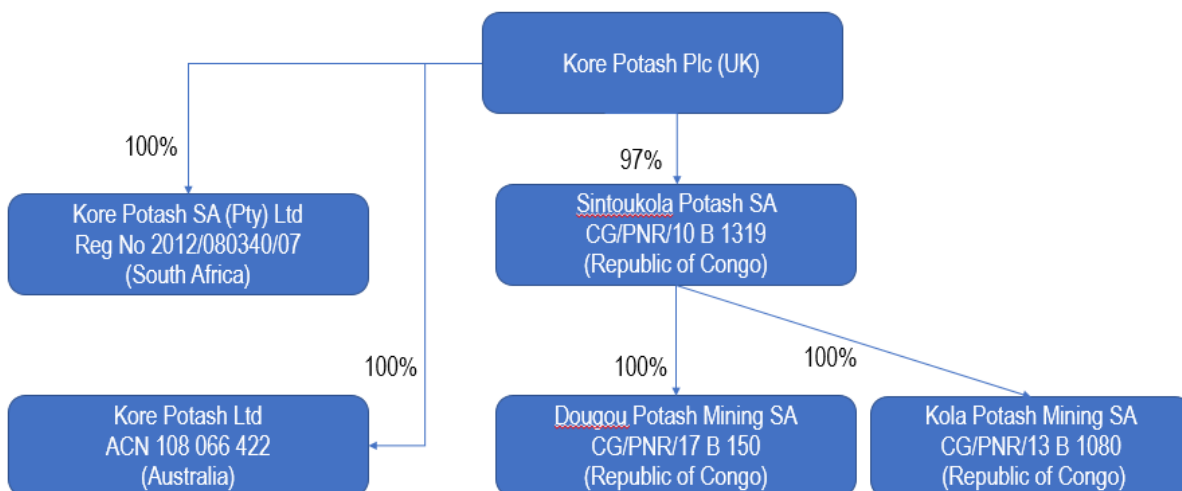 Kore Potash Plc (UK)
100%
97%
Kore Potash SA (Pty) Ltd
Reg No 2012/080340/07
(South Africa)
Sintoukola Potash SA
CG/PNR/10 B 1319
(Republic of Congo)
100%
100%
100%
Kore Potash Ltd
ACN 108 066 422
(Australia)
Dougou Potash Mining SA
CG/PNR/17 B 150
(Republic of Congo)
Kola Potash Mining SA
CG/PNR/13 B 1080
(Republic of Congo)